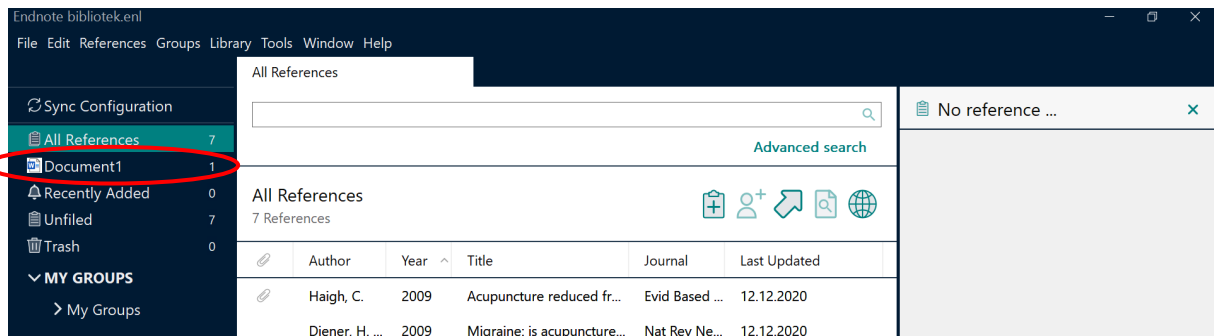 Endnote bibliotek.enl
File Edit References Groups Library Tools Window Help
All References
Sync Configuration
All References 7
Document1 1
Recently Added 0
Unfiled 7
Trash 0
MY GROUPS
My Groups
Advanced search
All References
7 References
Author Year Title Journal Last Updated
Haigh, C. 2009 Acupuncture reduced fr... Evid Based ... 12.12.2020
Diener, H. ... 2009 Migraine: is acupuncture... Nat Rev Ne... 12.12.2020
No reference ...